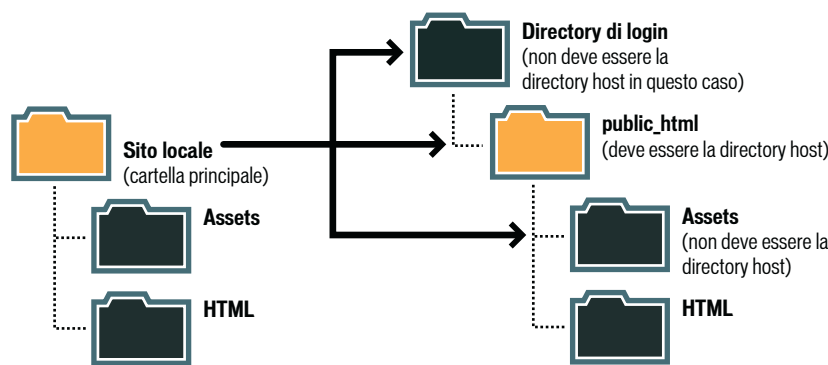 Directory di login
(non deve essere la
directory host in questo caso)
public_html
(deve essere la directory host)
Sito locale
(cartella principale)
Assets
HTML
Assets
(non deve essere la
directory host)
HTML